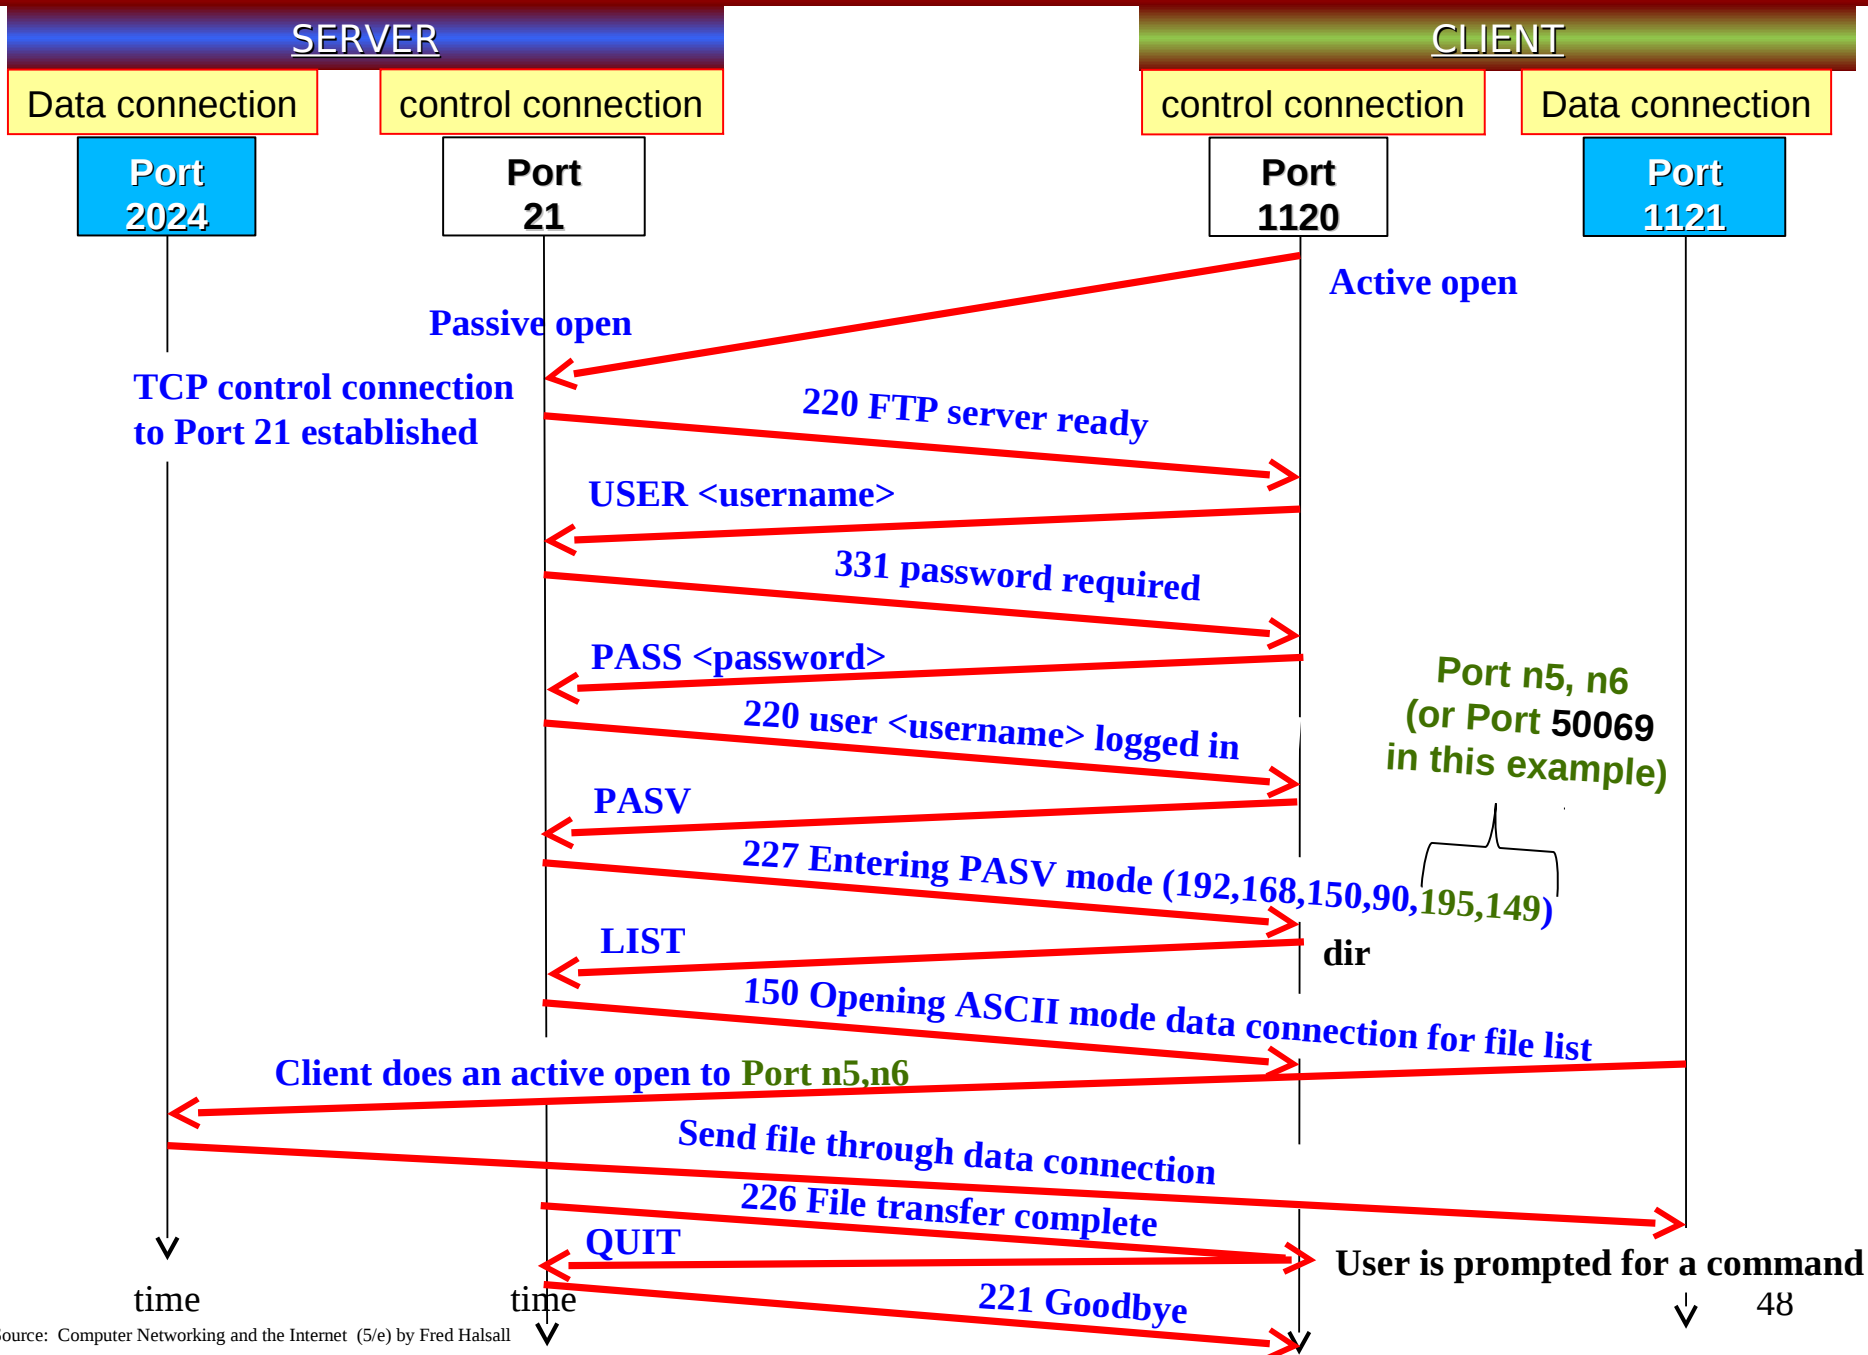 SERVER
CLIENT
Data connection
control connection
control connection
Data connection
Port
2024
Port
21
Port
1120
Port
1121
Active open
Passive open
TCP control connection
to Port 21 established
220 FTP server ready
USER <username>
331 password required
PASS <password>
Port n5, n6
(or Port 50069
in this example)
220 user <username> logged in
PASV
227 Entering PASV mode (192,168,150,90,195,149)
LIST
dir
150 Opening ASCII mode data connection for file list
Client does an active open to Port n5,n6
Send file through data connection
226 File transfer complete
QUIT
User is prompted for a command
221 Goodbye
time
time
48
Source: Computer Networking and the Internet (5/e) by Fred Halsall